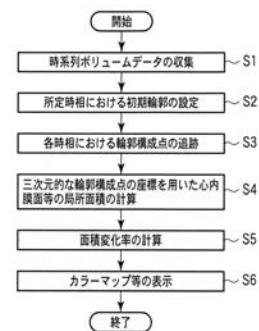 開始
時系列ボリュームデータの収集 S1
所定時相における初期輪郭の設定 S2
各時相における輪郭構成点の追跡 S3
三次元的な輪郭構成点の座標を用いた心内
膜面等の局所面積の計算 S4
面積変化率の計算 S5
カラーマップ等の表示 S6
終了